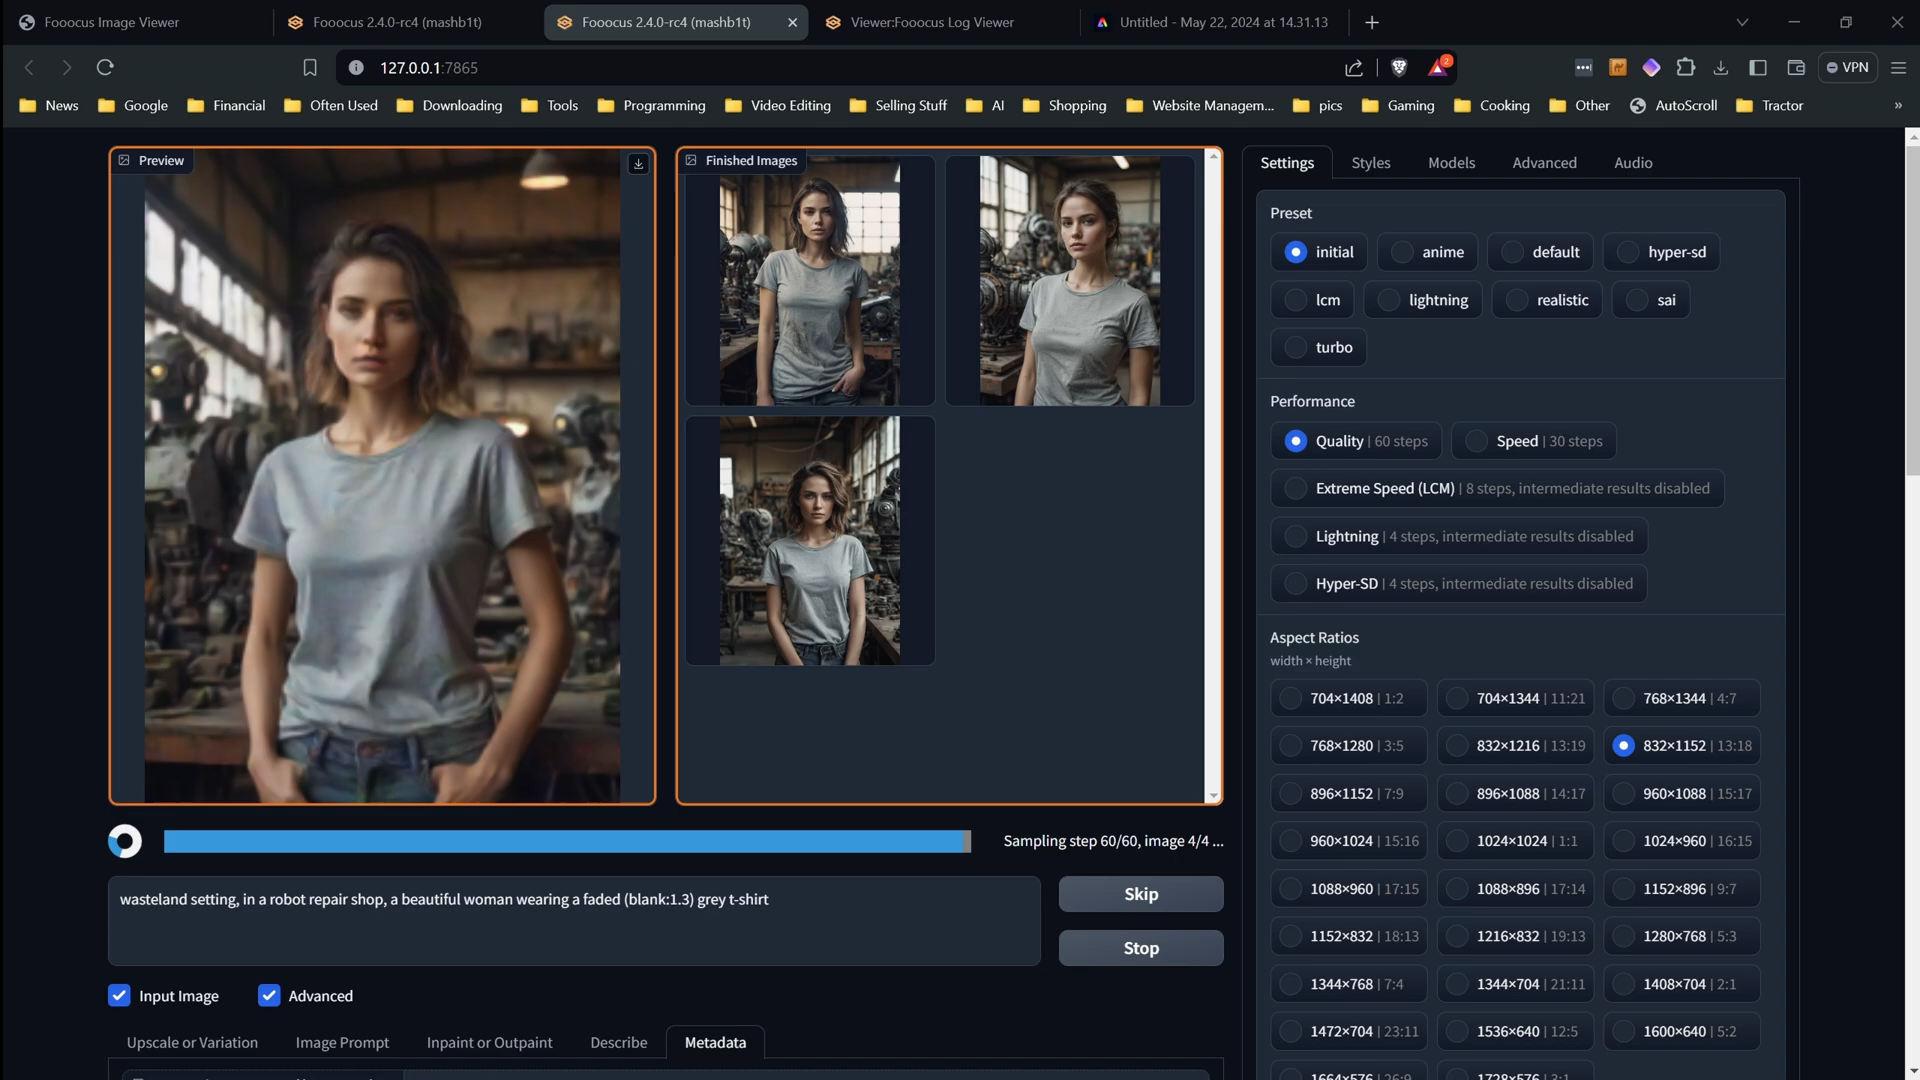 Fooocus Image Viewer
Fooocus 2.4.0-rc4 (mashb1t)
Fooocus 2.4.0-rc4 (mashb1t)
Viewer:Fooocus Log Viewer
Untitled - May 22, 2024 at 14.31.13
127.0.0.1:7865
2
VPN
News
Google
Financial
Often Used
Downloading
Tools
Programming
Video Editing
Selling Stuff
AI
Shopping
Website Managem...
pics
Gaming
Cooking
Other
AutoScroll
Tractor
»
Preview
Finished Images
Settings
Styles
Models
Advanced
Audio
Preset
initial
anime
default
hyper-sd
lcm
lightning
realistic
sai
turbo
Performance
Quality | 60 steps
Speed | 30 steps
Extreme Speed (LCM) | 8 steps, intermediate results disabled
Lightning | 4 steps, intermediate results disabled
Hyper-SD | 4 steps, intermediate results disabled
Aspect Ratios
width × height
704×1408 | 1:2
704×1344 | 11:21
768×1344 | 4:7
768×1280 | 3:5
832×1216 | 13:19
832×1152 | 13:18
896×1152 | 7:9
896×1088 | 14:17
960×1088 | 15:17
960×1024 | 15:16
1024×1024 | 1:1
1024×960 | 16:15
1088×960 | 17:15
1088×896 | 17:14
1152×896 | 9:7
1152×832 | 18:13
1216×832 | 19:13
1280×768 | 5:3
1344×768 | 7:4
1344×704 | 21:11
1408×704 | 2:1
1472×704 | 23:11
1536×640 | 12:5
1600×640 | 5:2
1664×576 | 26:9
1728×576 | 3:1
Sampling step 60/60, image 4/4 ...
wasteland setting, in a robot repair shop, a beautiful woman wearing a faded (blank:1.3) grey t-shirt
Skip
Stop
Input Image
Advanced
Upscale or Variation
Image Prompt
Inpaint or Outpaint
Describe
Metadata